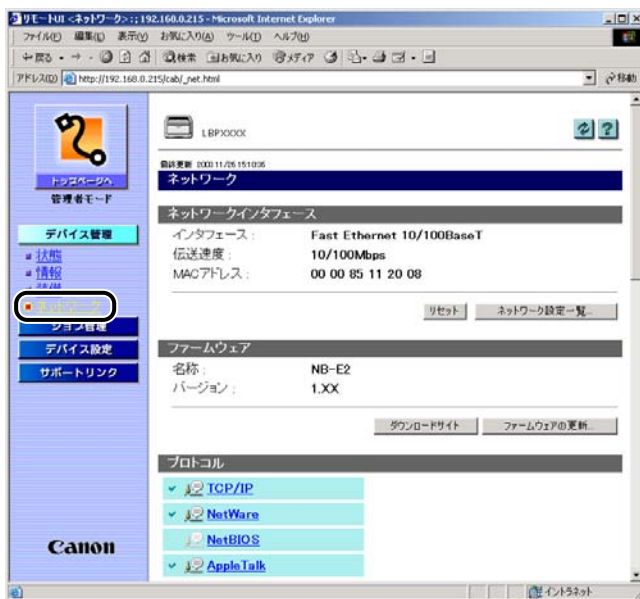 リモートUI <ネットワーク> : ; 192.168.0.215 - Microsoft Internet Explorer
ファイル(F) 編集(E) 表示(V) お気に入り(A) ツール(T) ヘルプ(H)
戻る 検索 お気に入り メディア
アドレス(D) http://192.168.0.215/cab/_net.html 移動
LBPXXXX
トップページへ
管理者モード
最終更新 2003 11/26 15:10:36
ネットワーク
デバイス管理
状態
情報
装備
ネットワーク
ジョブ管理
デバイス設定
サポートリンク
Canon
ネットワークインタフェース
インタフェース : Fast Ethernet 10/100BaseT
伝送速度 : 10/100Mbps
MACアドレス : 00 00 85 11 20 08
リセット ネットワーク設定一覧...
ファームウェア
名称 : NB-E2
バージョン : 1.XX
ダウンロードサイト ファームウェアの更新...
プロトコル
TCP/IP
NetWare
NetBIOS
AppleTalk
イントラネット